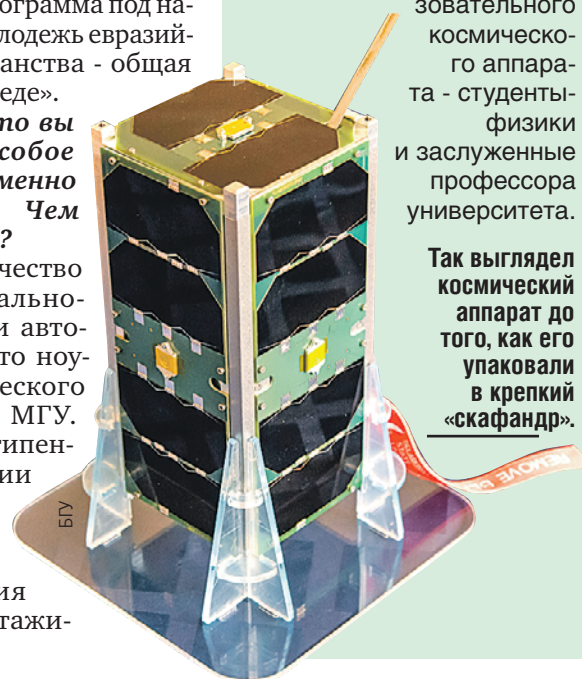 ограмма под на-
лодежь евразий-
анства - общая
еде».
то вы
собое
менно
Чем
?
чество
ально-
и авто-
то ноу-
еского
МГУ.
типен-
ии
ия
тажи-
БГУ
зовательного
космическо-
го аппара-
та - студенты-
физики
и заслуженные
профессора
университета.
Так выглядел
космический
аппарат до
того, как его
упаковали
в крепкий
«скафандр».
REMOVE BE